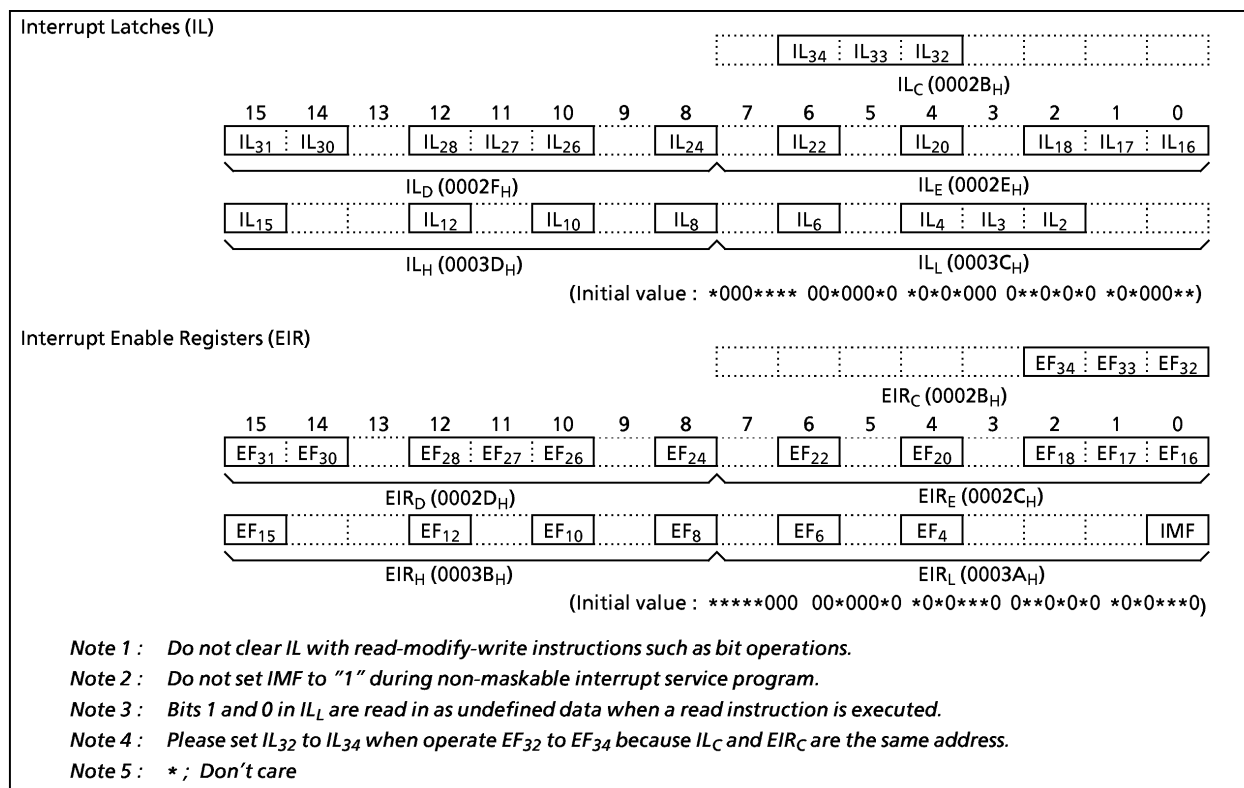 Interrupt Latches (IL)
IL34 IL33 IL32
ILC (0002BH)
15 14 13 12 11 10 9 8 7 6 5 4 3 2 1 0
IL31 IL30 IL28 IL27 IL26 IL24 IL22 IL20 IL18 IL17 IL16
ILD (0002FH) ILE (0002EH)
IL15 IL12 IL10 IL8 IL6 IL4 IL3 IL2
ILH (0003DH) ILL (0003CH)
(Initial value : *000**** 00*000*0 *0*0*000 0**0*0*0 *0*000**)
Interrupt Enable Registers (EIR)
EF34 EF33 EF32
EIRC (0002BH)
15 14 13 12 11 10 9 8 7 6 5 4 3 2 1 0
EF31 EF30 EF28 EF27 EF26 EF24 EF22 EF20 EF18 EF17 EF16
EIRD (0002DH) EIRE (0002CH)
EF15 EF12 EF10 EF8 EF6 EF4 IMF
EIRH (0003BH) EIRL (0003AH)
(Initial value : *****000 00*000*0 *0*0***0 0**0*0*0 *0*0***0)
Note 1 : Do not clear IL with read-modify-write instructions such as bit operations.
Note 2 : Do not set IMF to "1" during non-maskable interrupt service program.
Note 3 : Bits 1 and 0 in ILL are read in as undefined data when a read instruction is executed.
Note 4 : Please set IL32 to IL34 when operate EF32 to EF34 because ILC and EIRC are the same address.
Note 5 : * ; Don't care